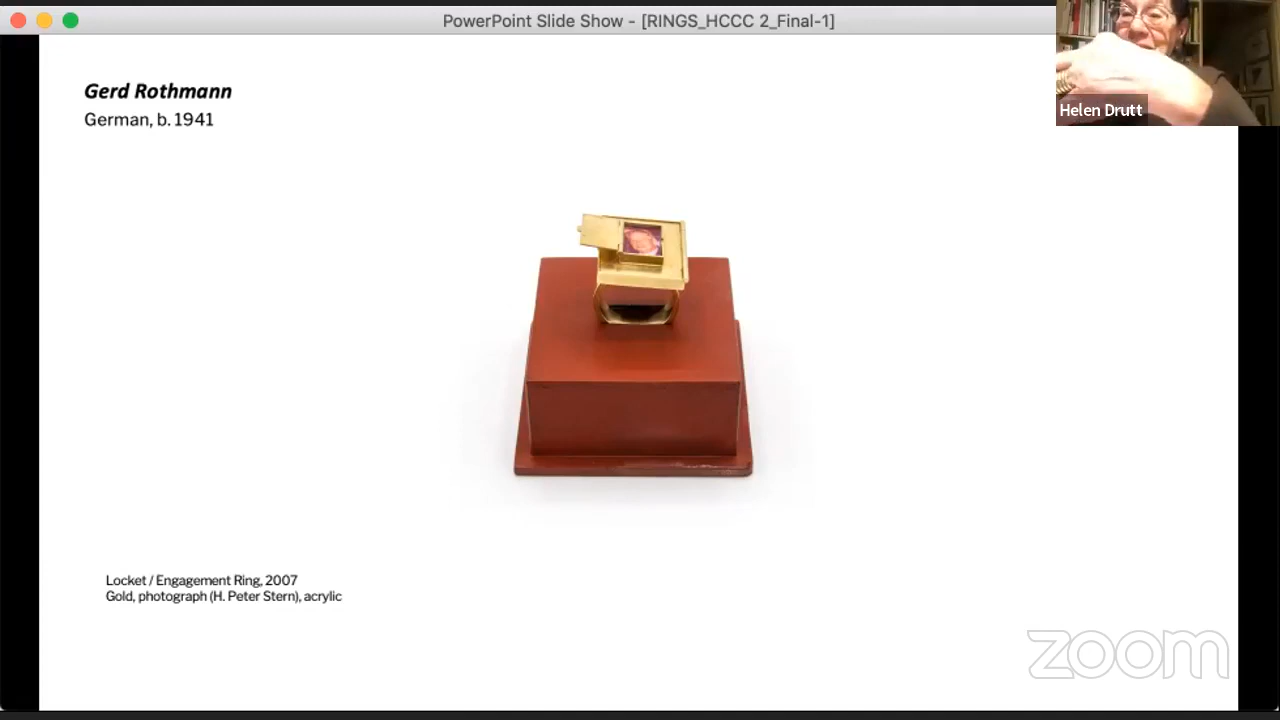 PowerPoint Slide Show - [RINGS_HCCC 2_Final-1]
Helen Drutt
Gerd Rothmann
German, b. 1941
Locket / Engagement Ring, 2007
Gold, photograph (H. Peter Stern), acrylic
zoom